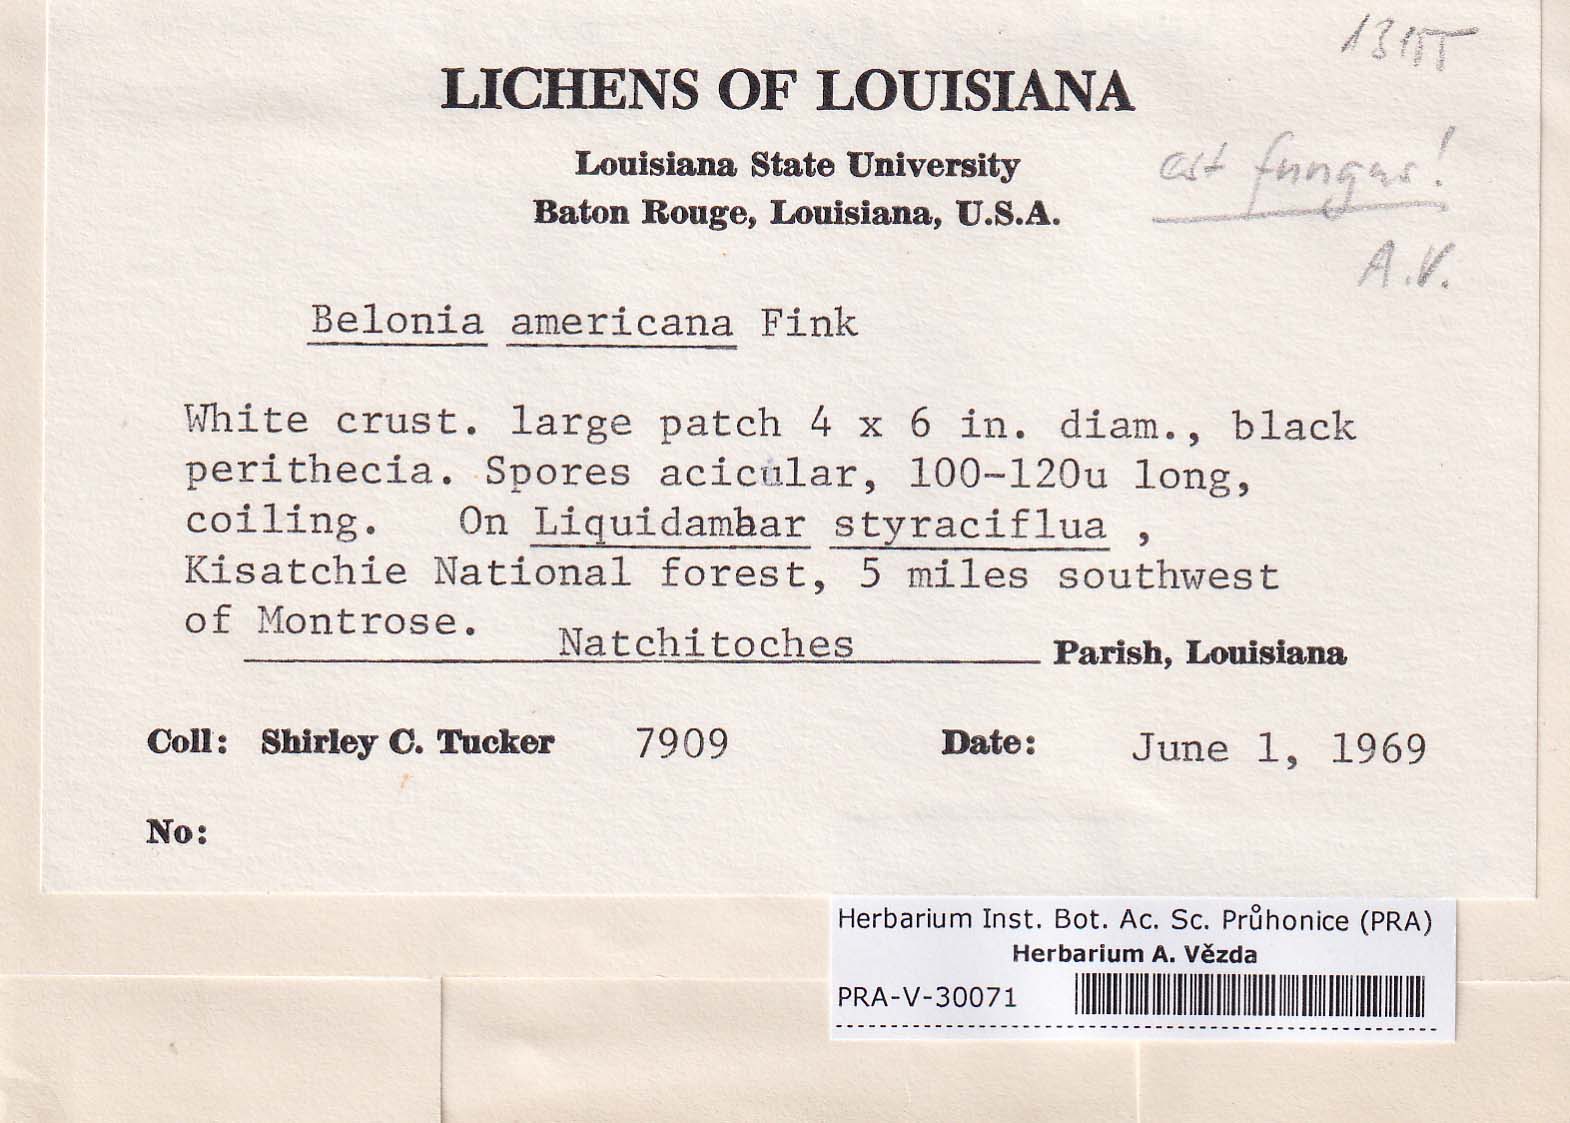 LICHENS OF LOUISIANA
Louisiana State University
est fungus!
Baton Rouge, Louisiana, U.S.A.
A.V.
Belonia americana Fink
White crust. large patch 4 x 6 in. diam., black
perithecia. Spores acicular, 100-120u long,
coiling. On Liquidambar styraciflua ,
Kisatchie National forest, 5 miles southwest
of Montrose.
Natchitoches Parish, Louisiana
Coll: Shirley C. Tucker 7909 Date: June 1, 1969
No:
Herbarium Inst. Bot. Ac. Sc. Průhonice (PRA)
Herbarium A. Vězda
PRA-V-30071